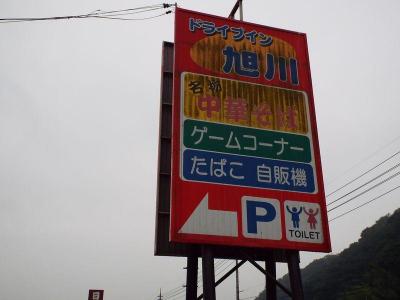 ドライブイン
旭川
名物
中華そば
ゲームコーナー
たばこ 自販機
P
TOILET